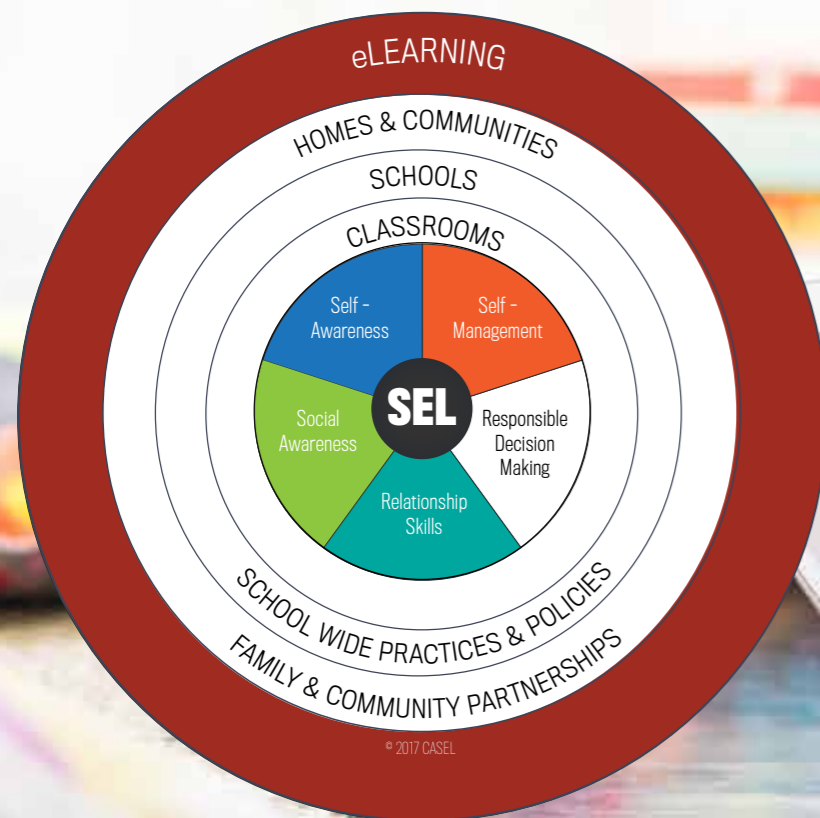 eLEARNING
HOMES & COMMUNITIES
SCHOOLS
CLASSROOMS
Self -
Awareness
Self -
Management
SEL
Social
Awareness
Responsible
Decision
Making
Relationship
Skills
SCHOOL WIDE PRACTICES & POLICIES
FAMILY & COMMUNITY PARTNERSHIPS
© 2017 CASEL